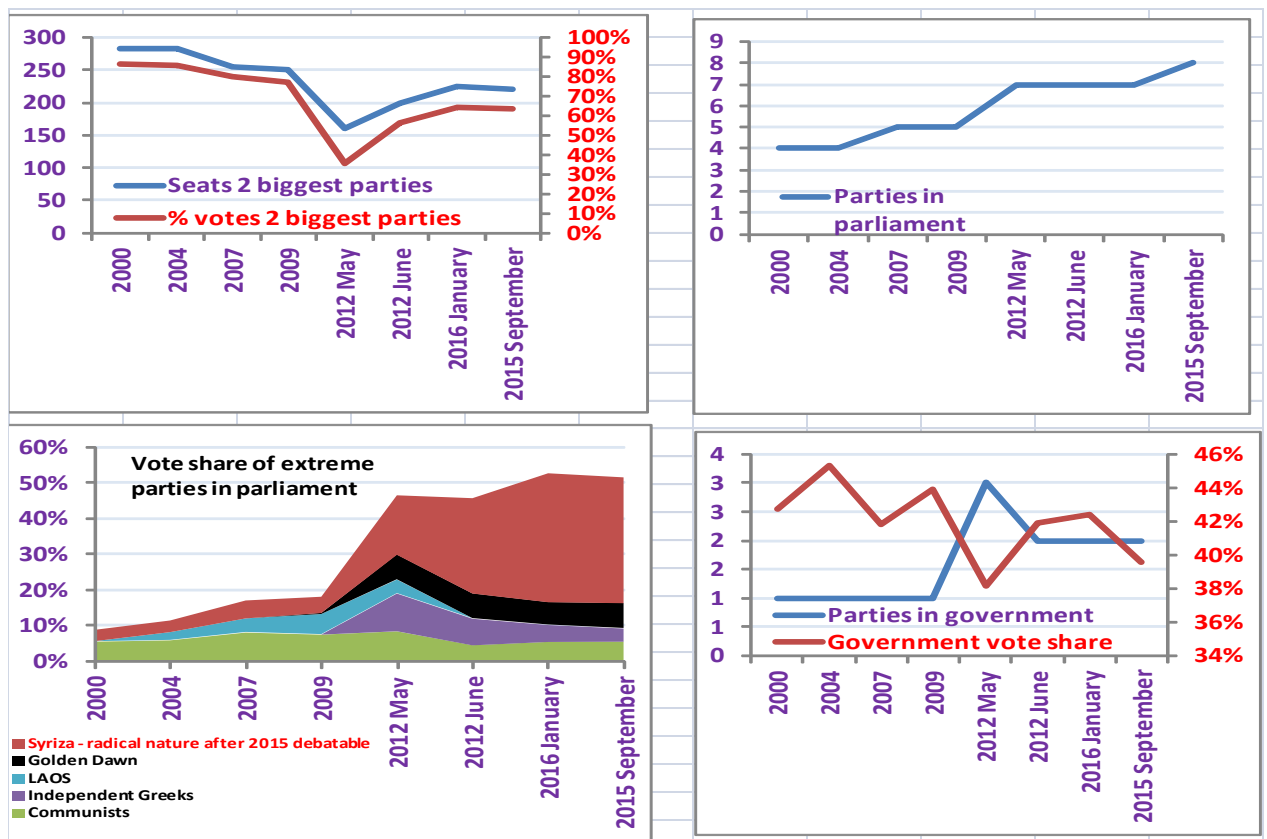 300
250
200
150
100
50
0
100%
90%
80%
70%
60%
50%
40%
30%
20%
10%
0%
Seats 2 biggest parties
% votes 2 biggest parties
2000
2004
2007
2009
2012 May
2012 June
2016 January
2015 September
9
8
7
6
5
4
3
2
1
0
Parties in
parliament
2000
2004
2007
2009
2012 May
2012 June
2016 January
2015 September
60%
50%
40%
30%
20%
10%
0%
Vote share of extreme
parties in parliament
2000
2004
2007
2009
2012 May
2012 June
2016 January
2015 September
Syriza - radical nature after 2015 debatable
Golden Dawn
LAOS
Independent Greeks
Communists
4
3
3
2
2
1
1
0
46%
44%
42%
40%
38%
36%
34%
Parties in government
Government vote share
2000
2004
2007
2009
2012 May
2012 June
2016 January
2015 September